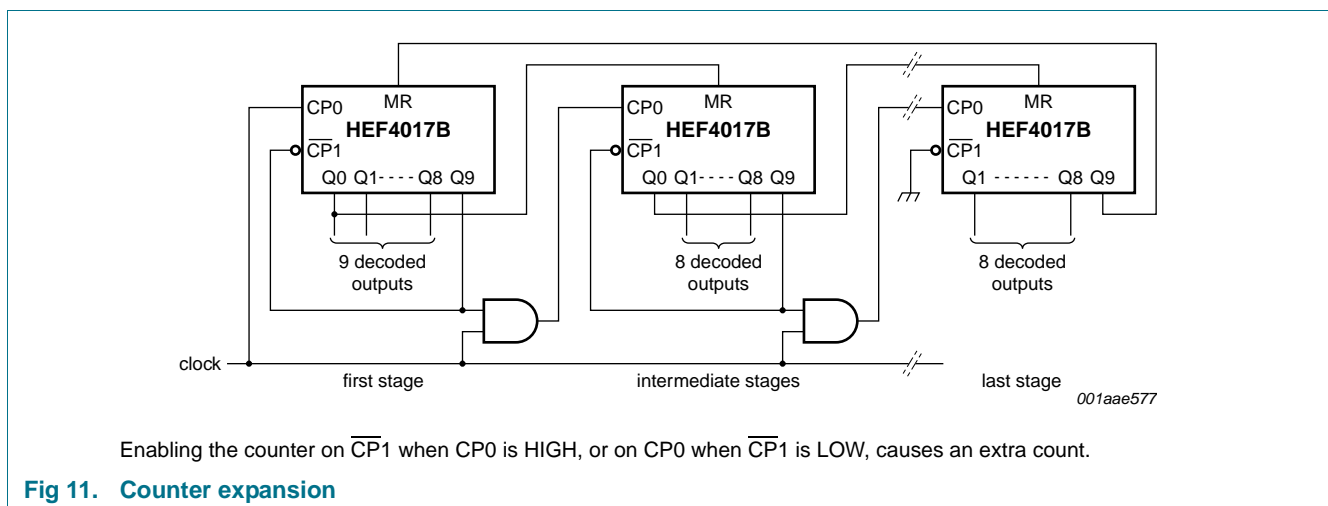 MR MR MR
CP0 CP0 CP0
HEF4017B HEF4017B HEF4017B
CP1 CP1 CP1
Q0 Q1 - - - - Q8 Q9 Q0 Q1 - - - - Q8 Q9 Q1 - - - - - - Q8 Q9
9 decoded 8 decoded 8 decoded
outputs outputs outputs
clock
first stage intermediate stages last stage
001aae577
Enabling the counter on C̅P̅1 when CP0 is HIGH, or on CP0 when C̅P̅1 is LOW, causes an extra count.
Fig 11. Counter expansion